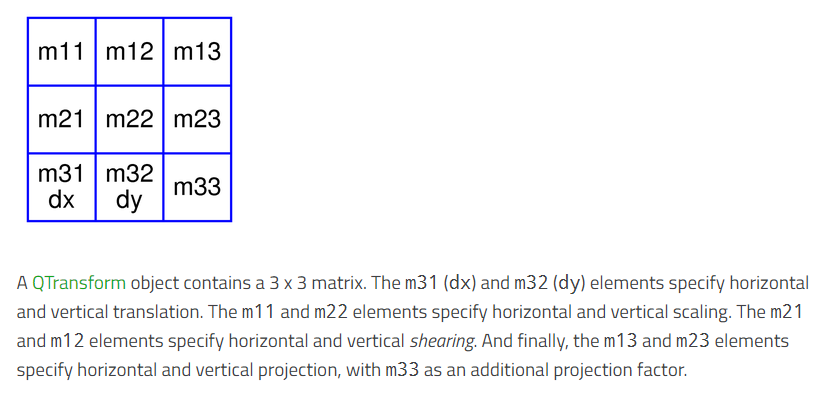 m11 m12 m13
m21 m22 m23
m31 m32 m33
dx dy
A QTransform object contains a 3 x 3 matrix. The m31 (dx) and m32 (dy) elements specify horizontal
and vertical translation. The m11 and m22 elements specify horizontal and vertical scaling. The m21
and m12 elements specify horizontal and vertical shearing. And finally, the m13 and m23 elements
specify horizontal and vertical projection, with m33 as an additional projection factor.